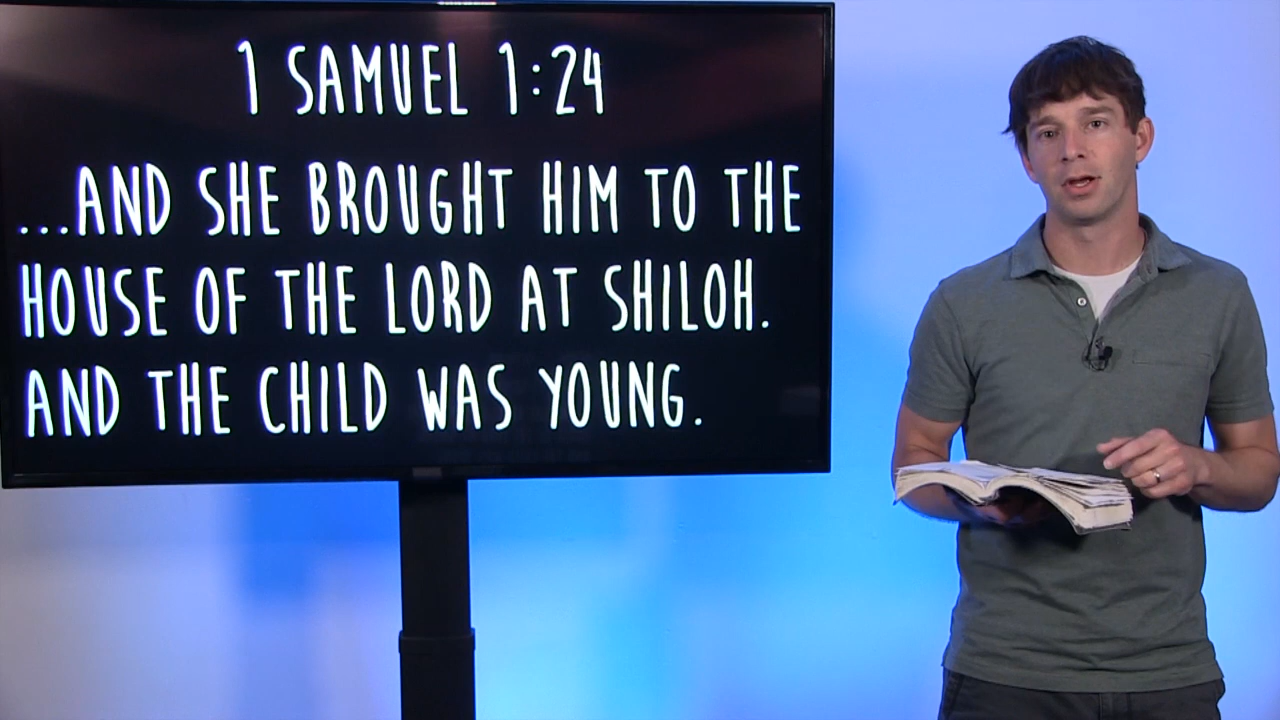 1 SAMUEL 1:24
...AND SHE BROUGHT HIM TO THE
HOUSE OF THE LORD AT SHILOH.
AND THE CHILD WAS YOUNG.